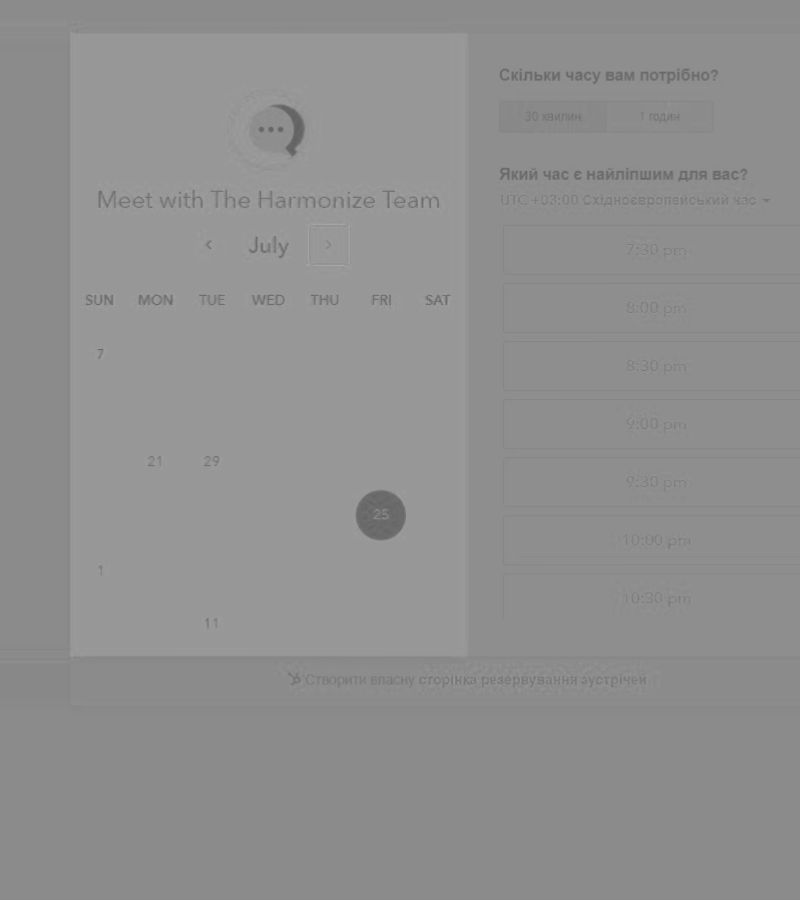 Meet with The Harmonize Team
July
SUN MON TUE WED THU FRI SAT
7
21 29
25
1
11
Скільки часу вам потрібно?
30 хвилин 1 годин
Який час є найліпшим для вас?
UTC +03:00 Східноєвропейський час
7:30 pm
8:00 pm
8:30 pm
9:00 pm
9:30 pm
10:00 pm
10:30 pm
Створити власну сторінка резервування зустрічей